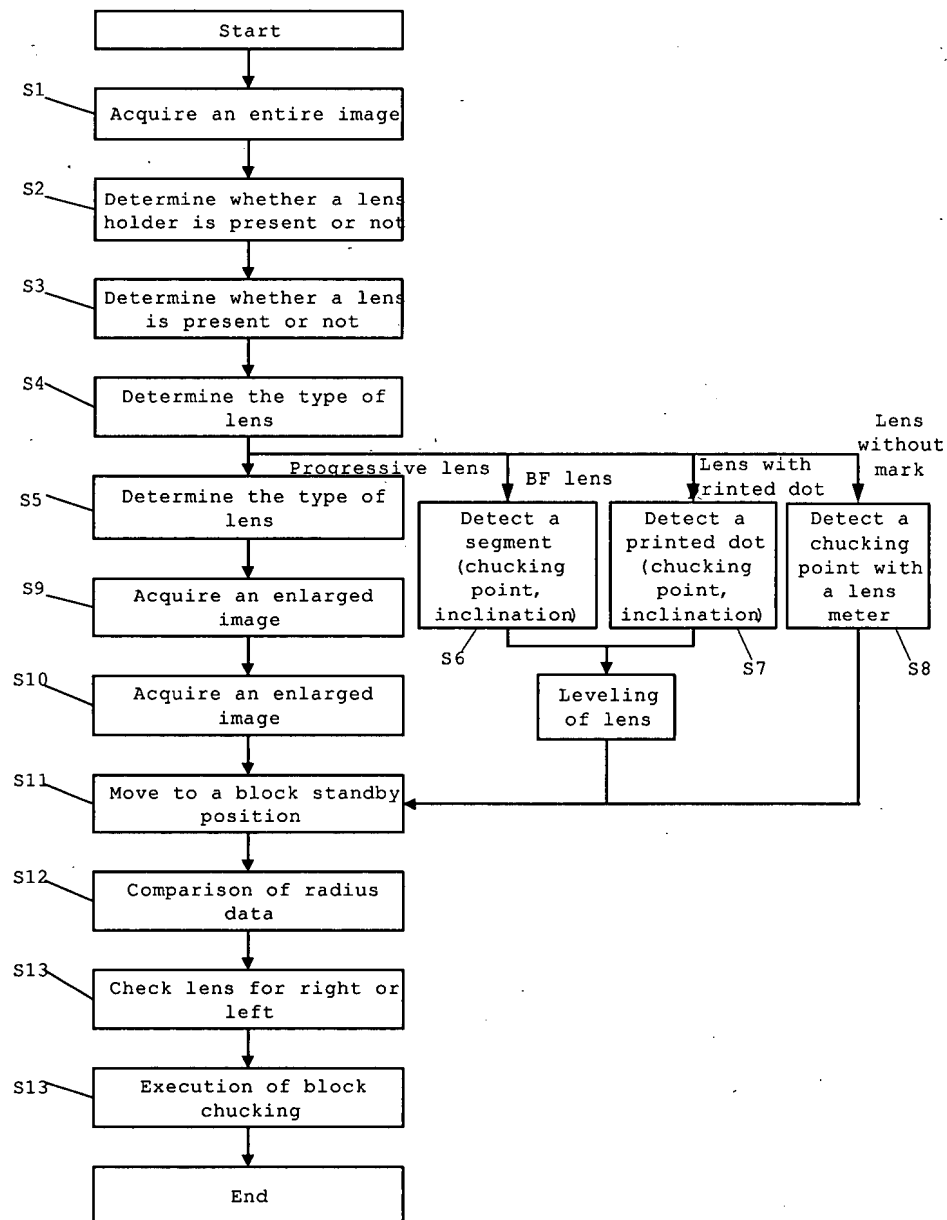 Start
S1
Acquire an entire image
S2
Determine whether a lens
holder is present or not
S3
Determine whether a lens
is present or not
S4
Determine the type of
lens
Progressive lens
BF lens
Lens with
printed dot
Lens
without
mark
S5
Determine the type of
lens
Detect a
segment
(chucking
point,
inclination)
S6
Detect a
printed dot
(chucking
point,
inclination)
S7
Detect a
chucking
point with
a lens
meter
S8
S9
Acquire an enlarged
image
S10
Acquire an enlarged
image
Leveling
of lens
S11
Move to a block standby
position
S12
Comparison of radius
data
S13
Check lens for right or
left
S13
Execution of block
chucking
End